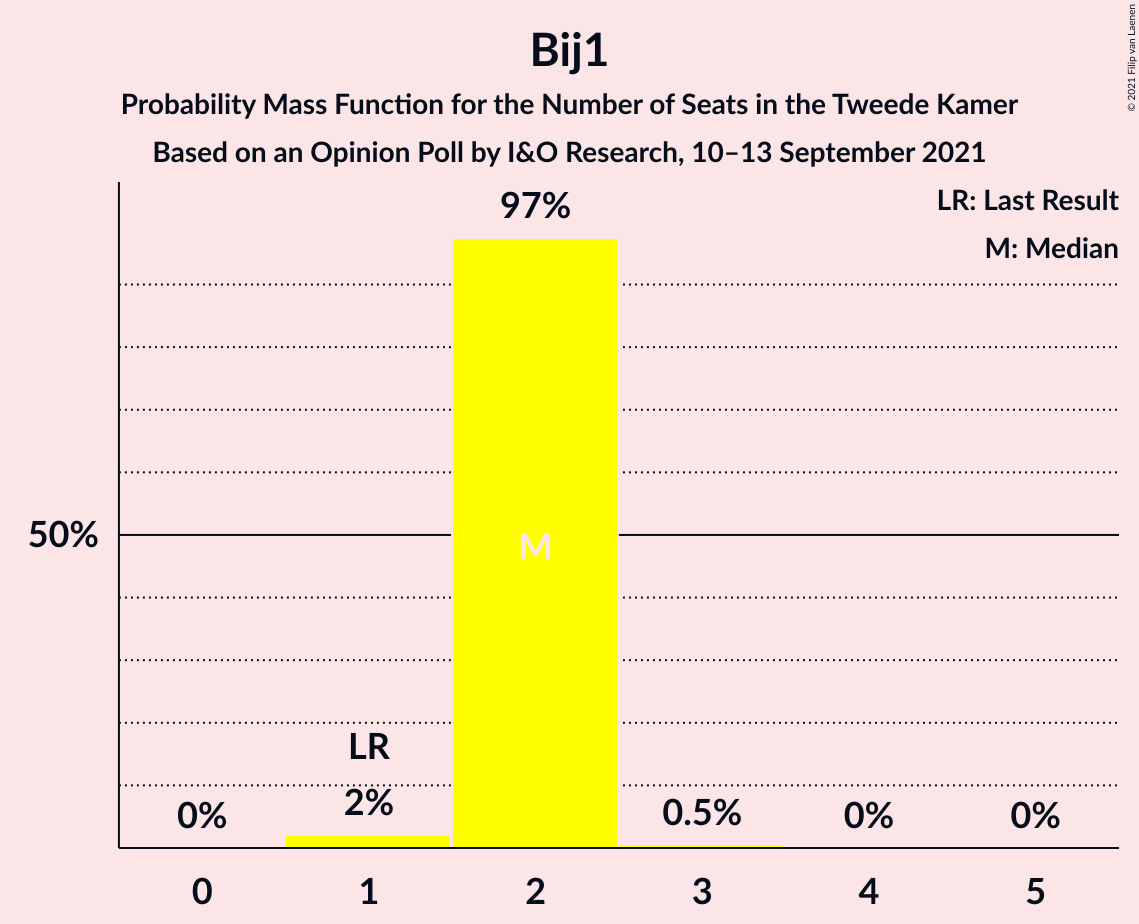 Bij1
Probability Mass Function for the Number of Seats in the Tweede Kamer
Based on an Opinion Poll by I&O Research, 10–13 September 2021
© 2021 Filip van Laenen
LR: Last Result
M: Median
97%
50%
M
LR
0%
2%
0.5%
0%
0%
0
1
2
3
4
5